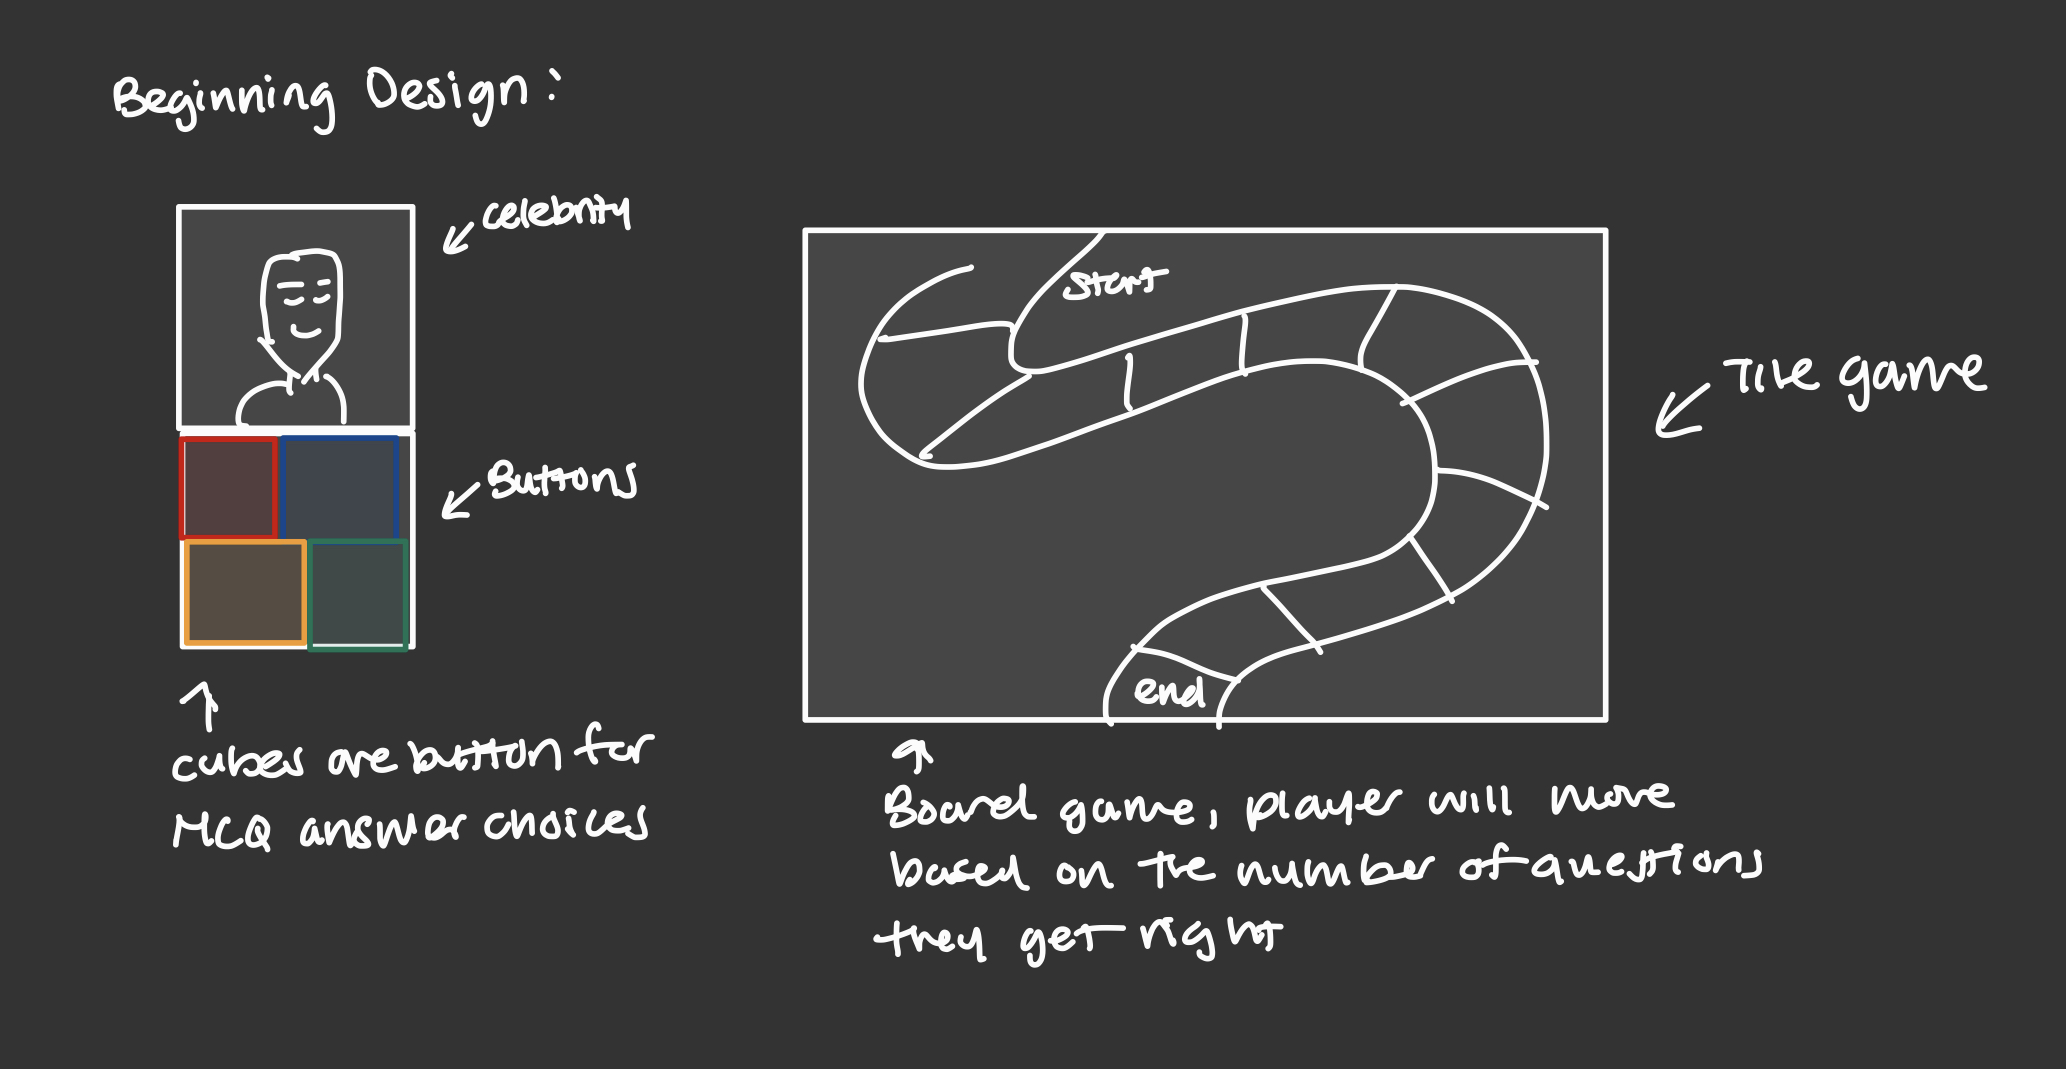 Beginning Design:
celebrity
Buttons
cubes are button for
MCQ answer choices
start
end
Tile game
Board game, player will move
based on the number of questions
they get right